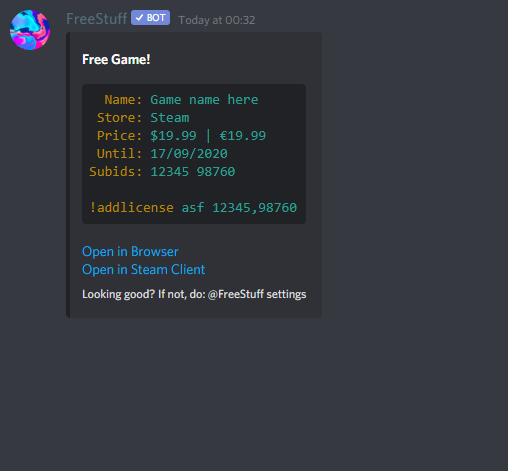 FreeStuff ✓ BOT Today at 00:32
Free Game!
Name: Game name here
Store: Steam
Price: $19.99 | €19.99
Until: 17/09/2020
Subids: 12345 98760
!addlicense asf 12345,98760
Open in Browser
Open in Steam Client
Looking good? If not, do: @FreeStuff settings